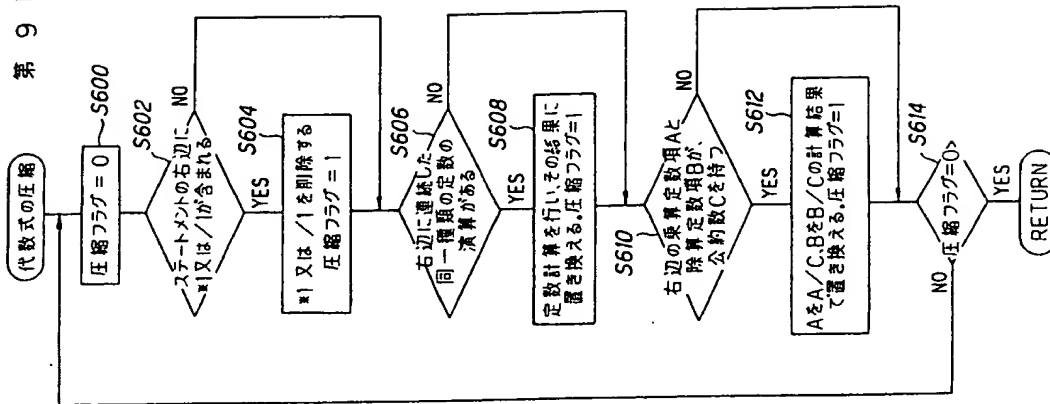 第 9
代数式の圧縮
S600
圧縮フラグ = 0
S602
ステートメントの右辺に
※1又は/1が含まれる
NO
YES
S604
※1 又は /1 を削除する
圧縮フラグ = 1
S606
右辺に連続した
同一種類の定数の
演算がある
NO
YES
S608
定数計算を行い、その結果に
置き換える。圧縮フラグ=1
S610
右辺の乗算定数項Aと
除算定数項Bが、
公約数Cを持つ
NO
YES
S612
AをA/C、BをB/Cの計算結果
で置き換える。圧縮フラグ=1
S614
圧縮フラグ=0>
NO
YES
RETURN